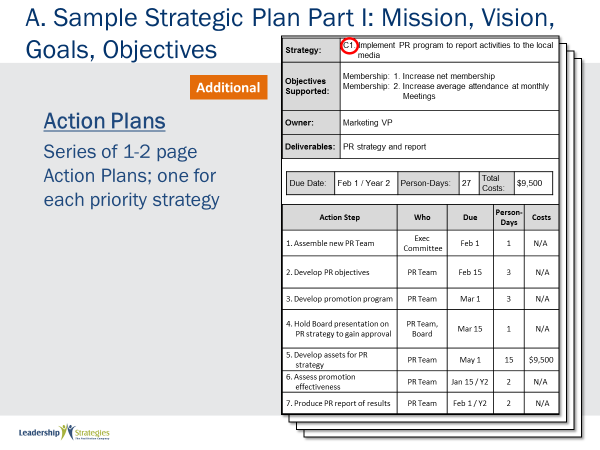 A. Sample Strategic Plan Part I: Mission, Vision,
Goals, Objectives
Additional
Action Plans
Series of 1-2 page
Action Plans; one for
each priority strategy
Strategy: C1. Implement PR program to report activities to the local
media
Objectives
Supported:
Membership: 1. Increase net membership
Membership: 2. Increase average attendance at monthly
Meetings
Owner: Marketing VP
Deliverables: PR strategy and report
Due Date: Feb 1 / Year 2 Person-Days: 27 Total
Costs: $9,500
Action Step Who Due Person-
Days Costs
1. Assemble new PR Team Exec
Committee Feb 1 1 N/A
2. Develop PR objectives PR Team Feb 15 3 N/A
3. Develop promotion program PR Team Mar 1 3 N/A
4. Hold Board presentation on
PR strategy to gain approval PR Team,
Board Mar 15 1 N/A
5. Develop assets for PR
strategy PR Team May 1 15 $9,500
6. Assess promotion
effectiveness PR Team Jan 15 / Y2 2 N/A
7. Produce PR report of results PR Team Feb 1 / Y2 2 N/A
Leadership Strategies
The Facilitation Company